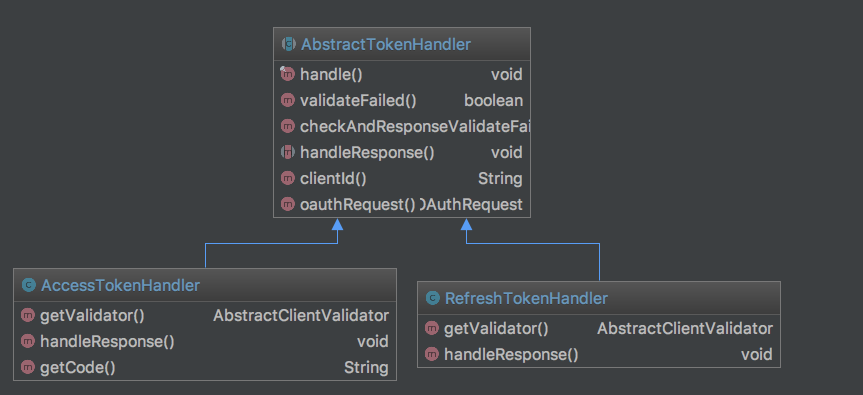 AbstractTokenHandler
handle() void
validateFailed() boolean
checkAndResponseValidateFai
handleResponse() void
clientId() String
oauthRequest() OAuthRequest
AccessTokenHandler
getValidator() AbstractClientValidator
handleResponse() void
getCode() String
RefreshTokenHandler
getValidator() AbstractClientValidator
handleResponse() void